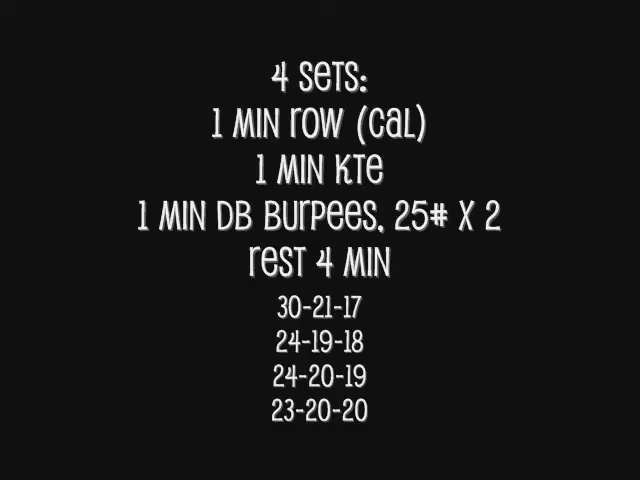 4 sets:
1 min row (cal)
1 min KTE
1 min DB Burpees, 25# x 2
rest 4 min
30-21-17
24-19-18
24-20-19
23-20-20